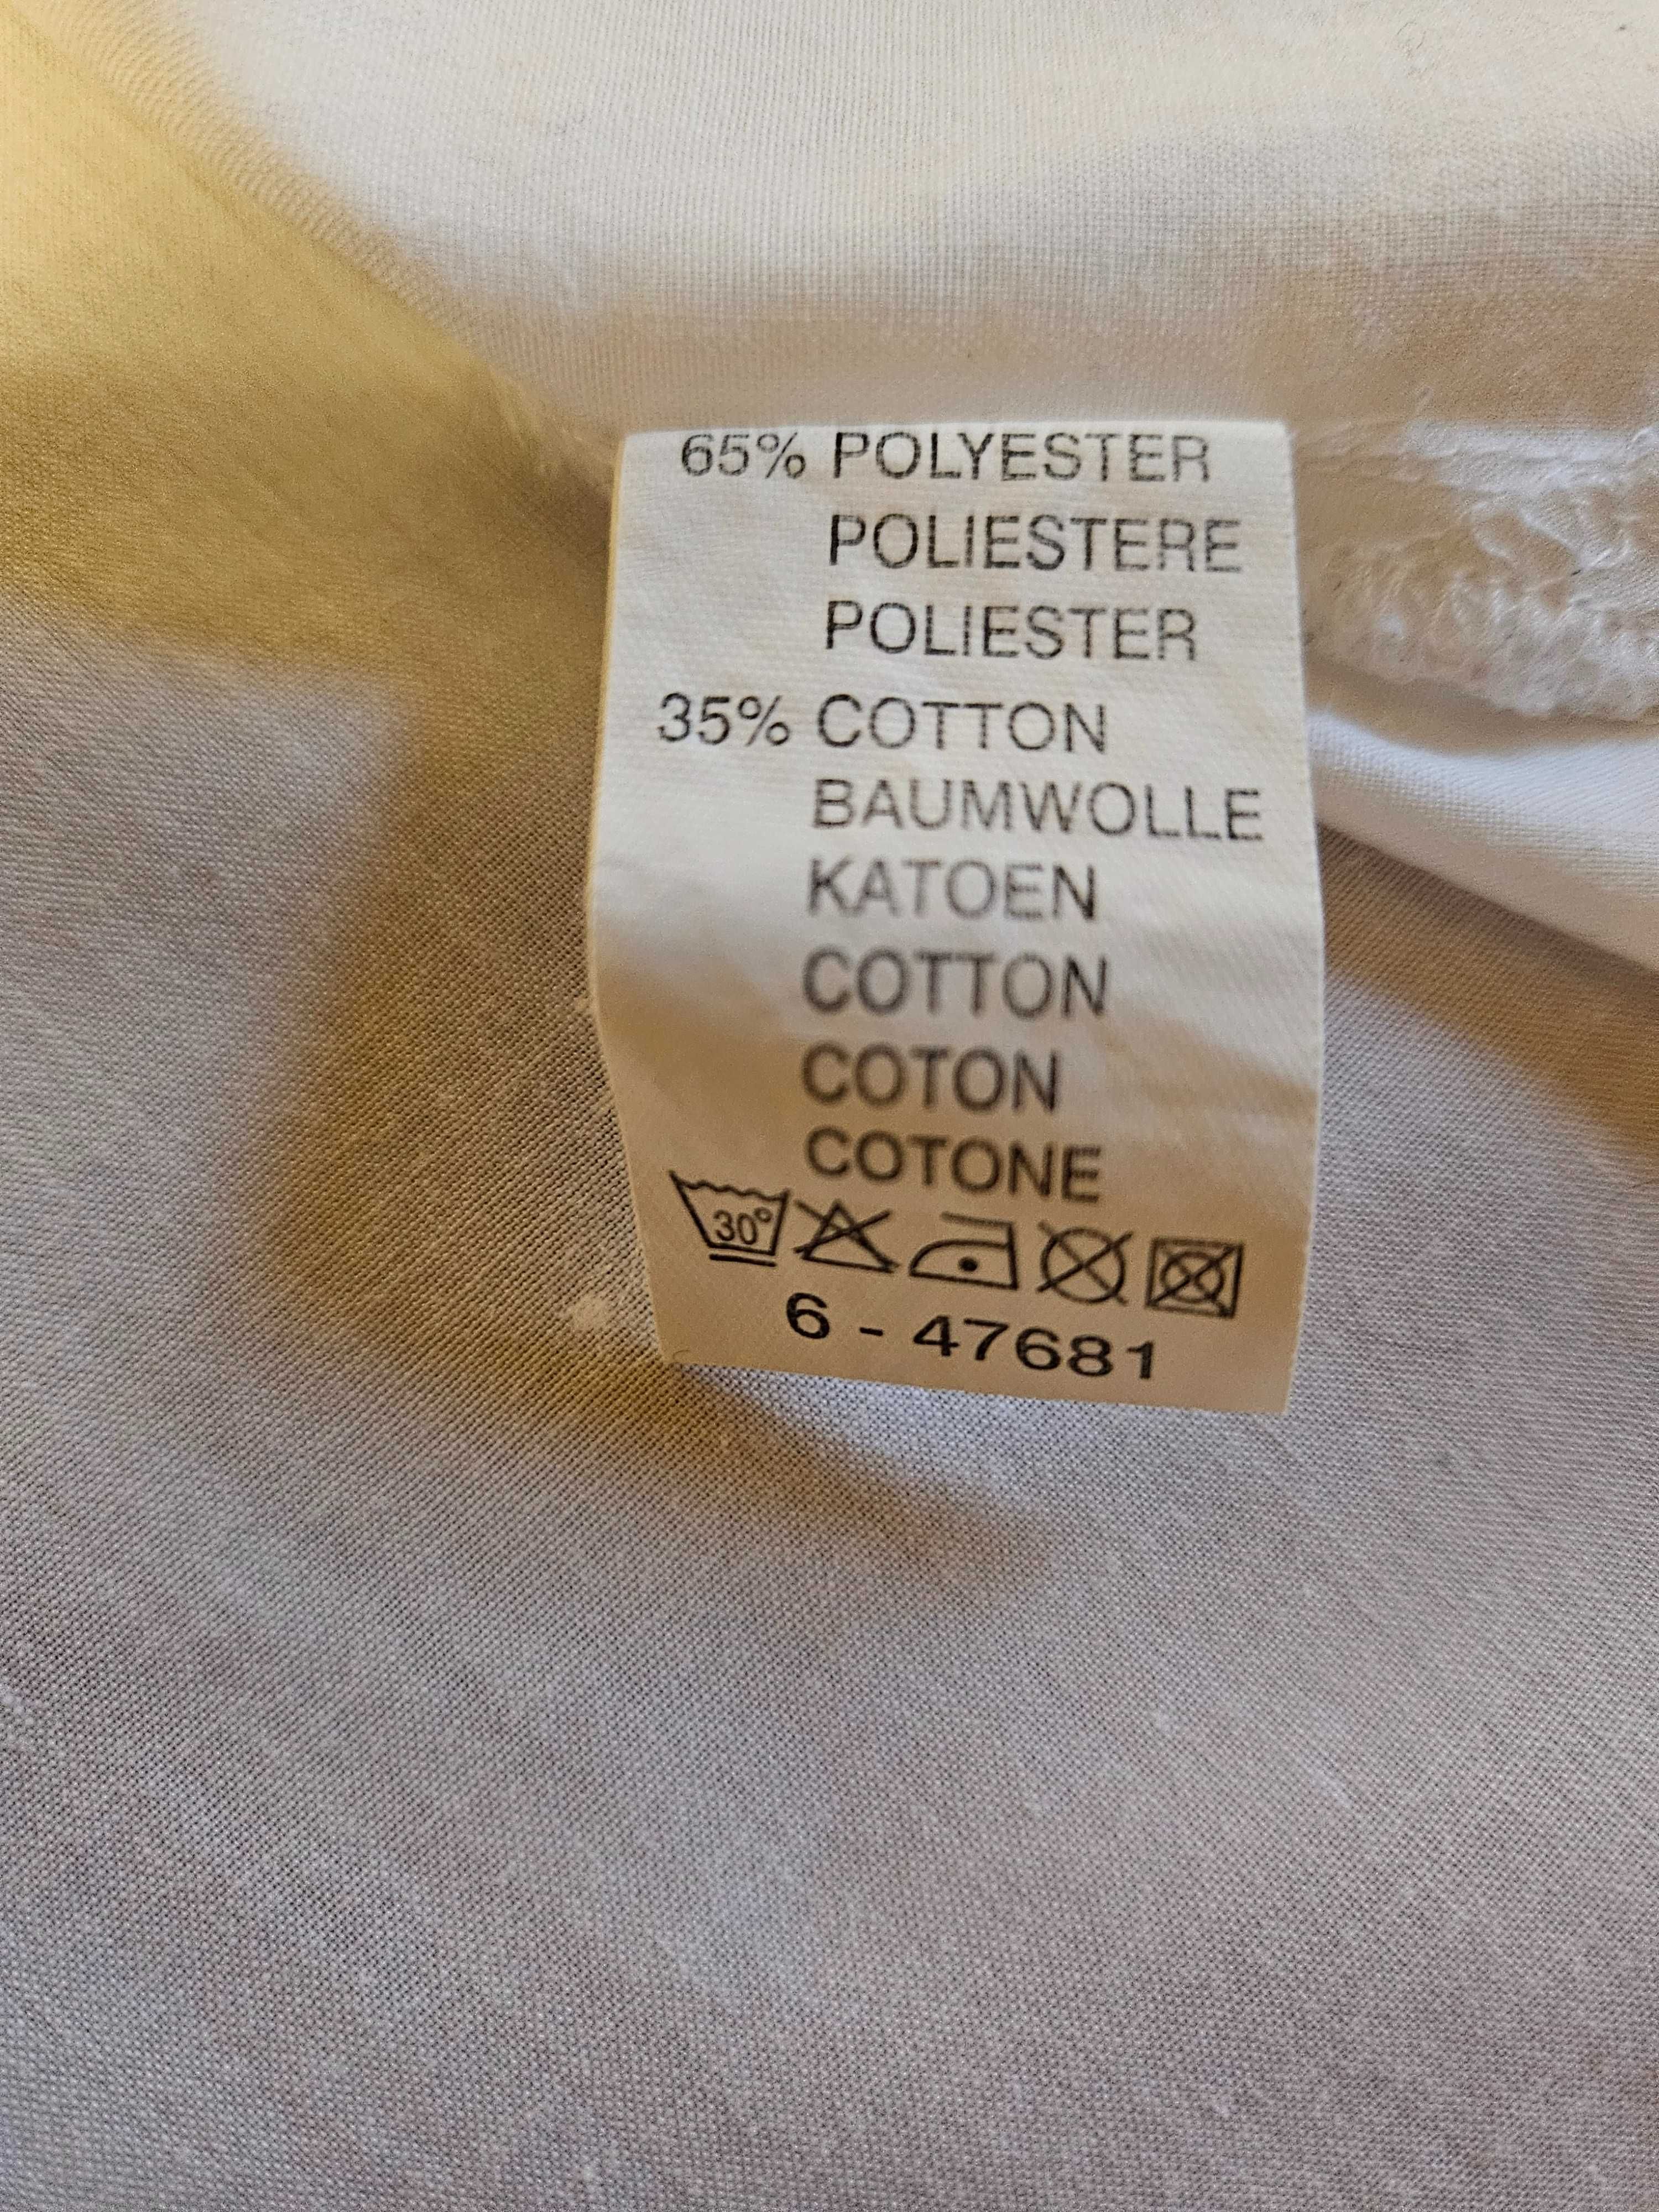 65% POLYESTER
POLIESTERE
POLIESTER
35% COTTON
BAUMWOLLE
KATOEN
COTTON
COTON
COTONE
30°
6 - 47681